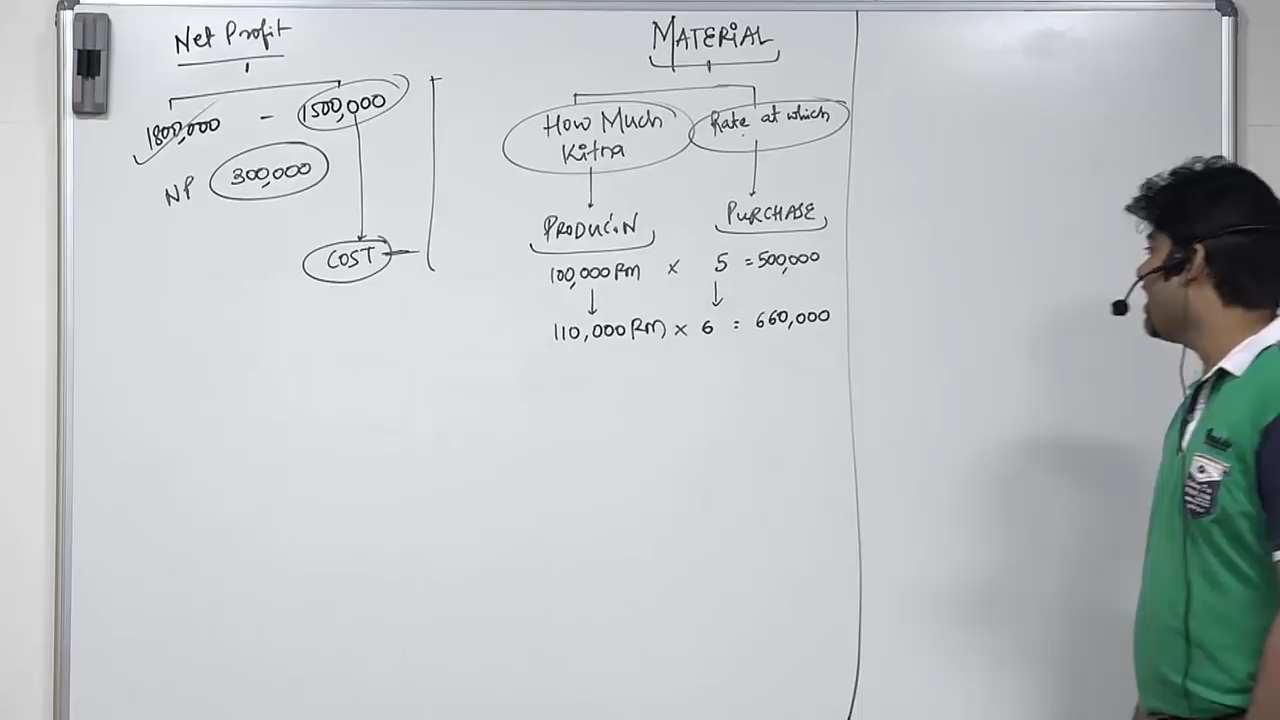 Net Profit
1800,000 - 1500,000
NP 300,000
COST
MATERIAL
How Much
Kitna
Rate at which
PRODUCIN
PURCHASE
100,000 RM × 5 = 500,000
110,000 RM × 6 = 660,000